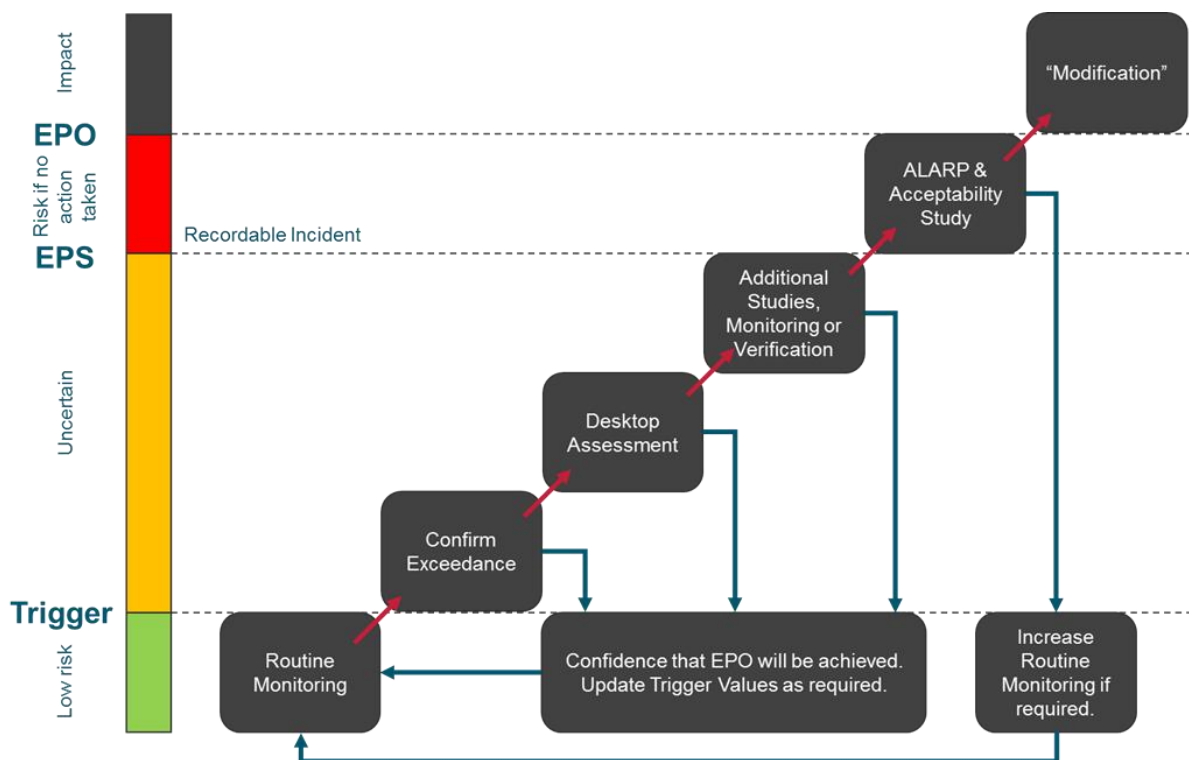 Impact
EPO
Risk if no
action
taken
EPS
Uncertain
Trigger
Low risk
Recordable Incident
“Modification”
ALARP &
Acceptability
Study
Additional
Studies,
Monitoring or
Verification
Desktop
Assessment
Confirm
Exceedance
Routine
Monitoring
Confidence that EPO will be achieved.
Update Trigger Values as required.
Increase
Routine
Monitoring if
required.